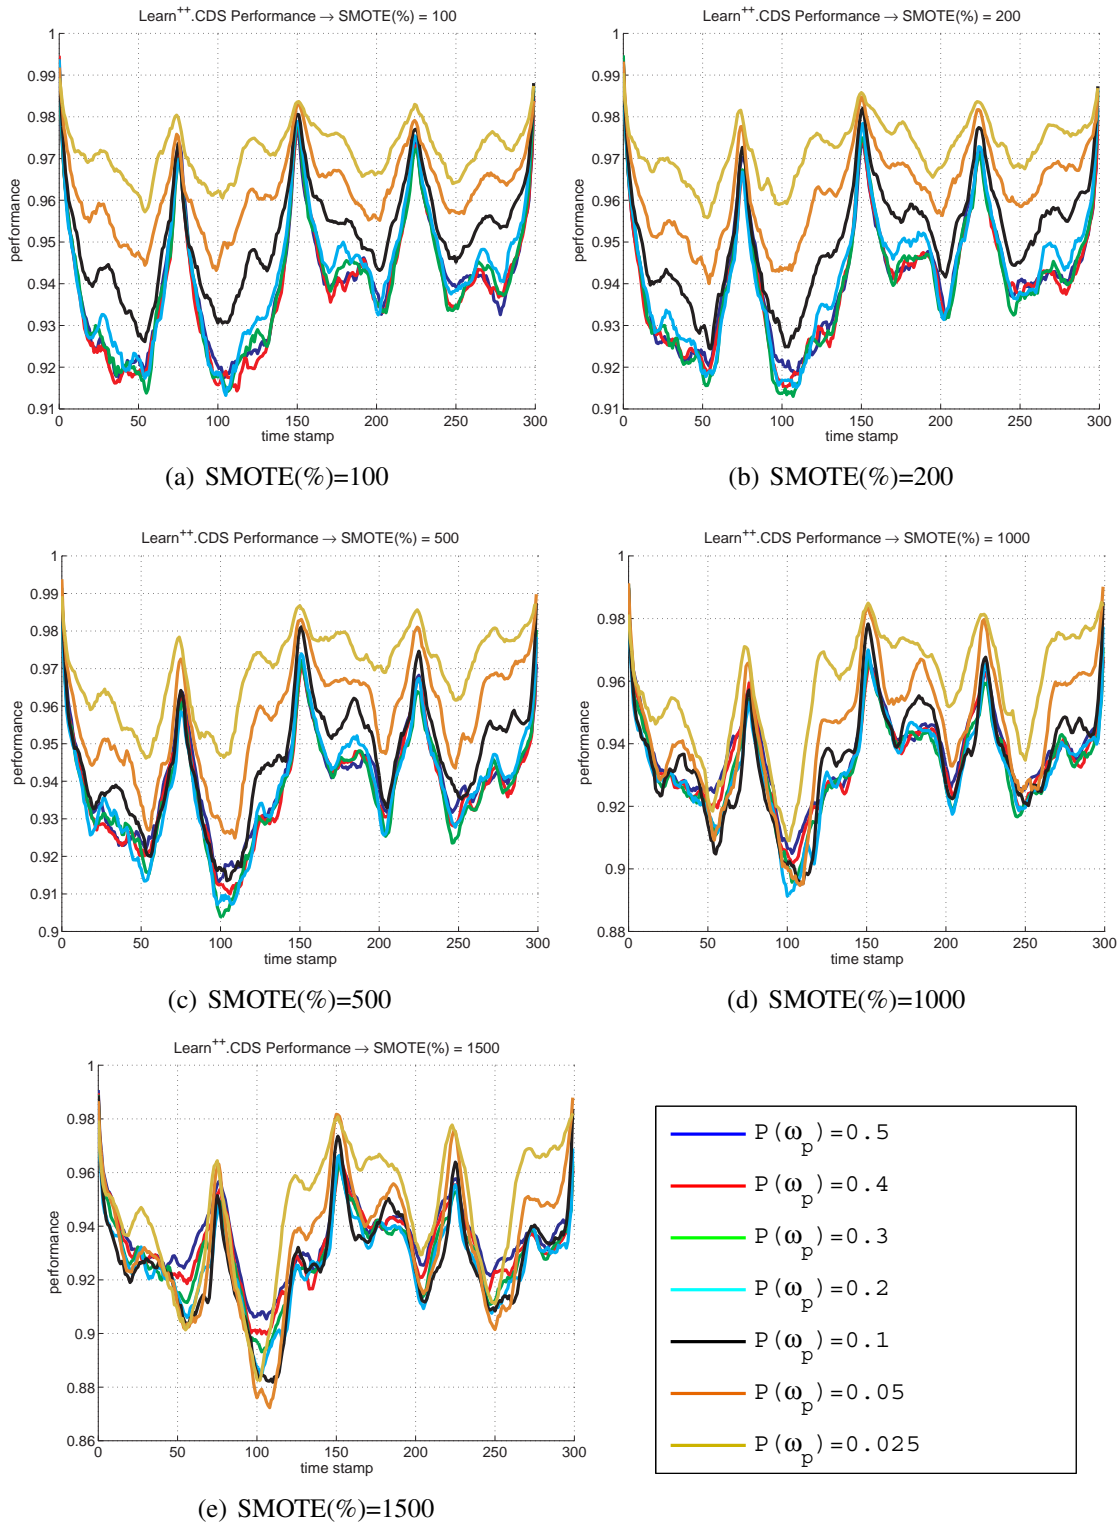 Learn++.CDS Performance → SMOTE(%) = 100
1
0.99
0.98
0.97
0.96
0.95
0.94
0.93
0.92
0.91
performance
0 50 100 150 200 250 300
time stamp
(a) SMOTE(%)=100
Learn++.CDS Performance → SMOTE(%) = 200
1
0.99
0.98
0.97
0.96
0.95
0.94
0.93
0.92
0.91
performance
0 50 100 150 200 250 300
time stamp
(b) SMOTE(%)=200
Learn++.CDS Performance → SMOTE(%) = 500
1
0.99
0.98
0.97
0.96
0.95
0.94
0.93
0.92
0.91
0.9
performance
0 50 100 150 200 250 300
time stamp
(c) SMOTE(%)=500
Learn++.CDS Performance → SMOTE(%) = 1000
1
0.98
0.96
0.94
0.92
0.9
0.88
performance
0 50 100 150 200 250 300
time stamp
(d) SMOTE(%)=1000
Learn++.CDS Performance → SMOTE(%) = 1500
1
0.98
0.96
0.94
0.92
0.9
0.88
0.86
performance
0 50 100 150 200 250 300
time stamp
(e) SMOTE(%)=1500
P(ω_p)=0.5
P(ω_p)=0.4
P(ω_p)=0.3
P(ω_p)=0.2
P(ω_p)=0.1
P(ω_p)=0.05
P(ω_p)=0.025